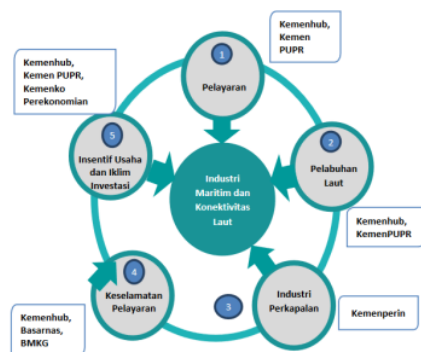 Kemenhub,
Kemen
PUPR
1
Pelayaran
Kemenhub,
Kemen PUPR,
Kemenko
Perekonomian
5
Insentif Usaha
dan Iklim
Investasi
2
Pelabuhan
Laut
Industri
Maritim dan
Konektivitas
Laut
Kemenhub,
KemenPUPR
4
Keselamatan
Pelayaran
3
Industri
Perkapalan
Kemenperin
Kemenhub,
Basarnas,
BMKG